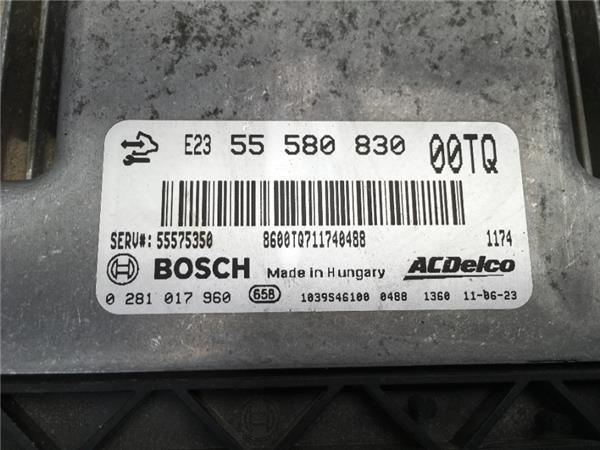 E23 55 580 830 00TQ
SERV#: 55575350 8600TQ711740488 1174
BOSCH Made in Hungary ACDelco
0 281 017 960 658 1039S46100 0488 1360 11-06-23